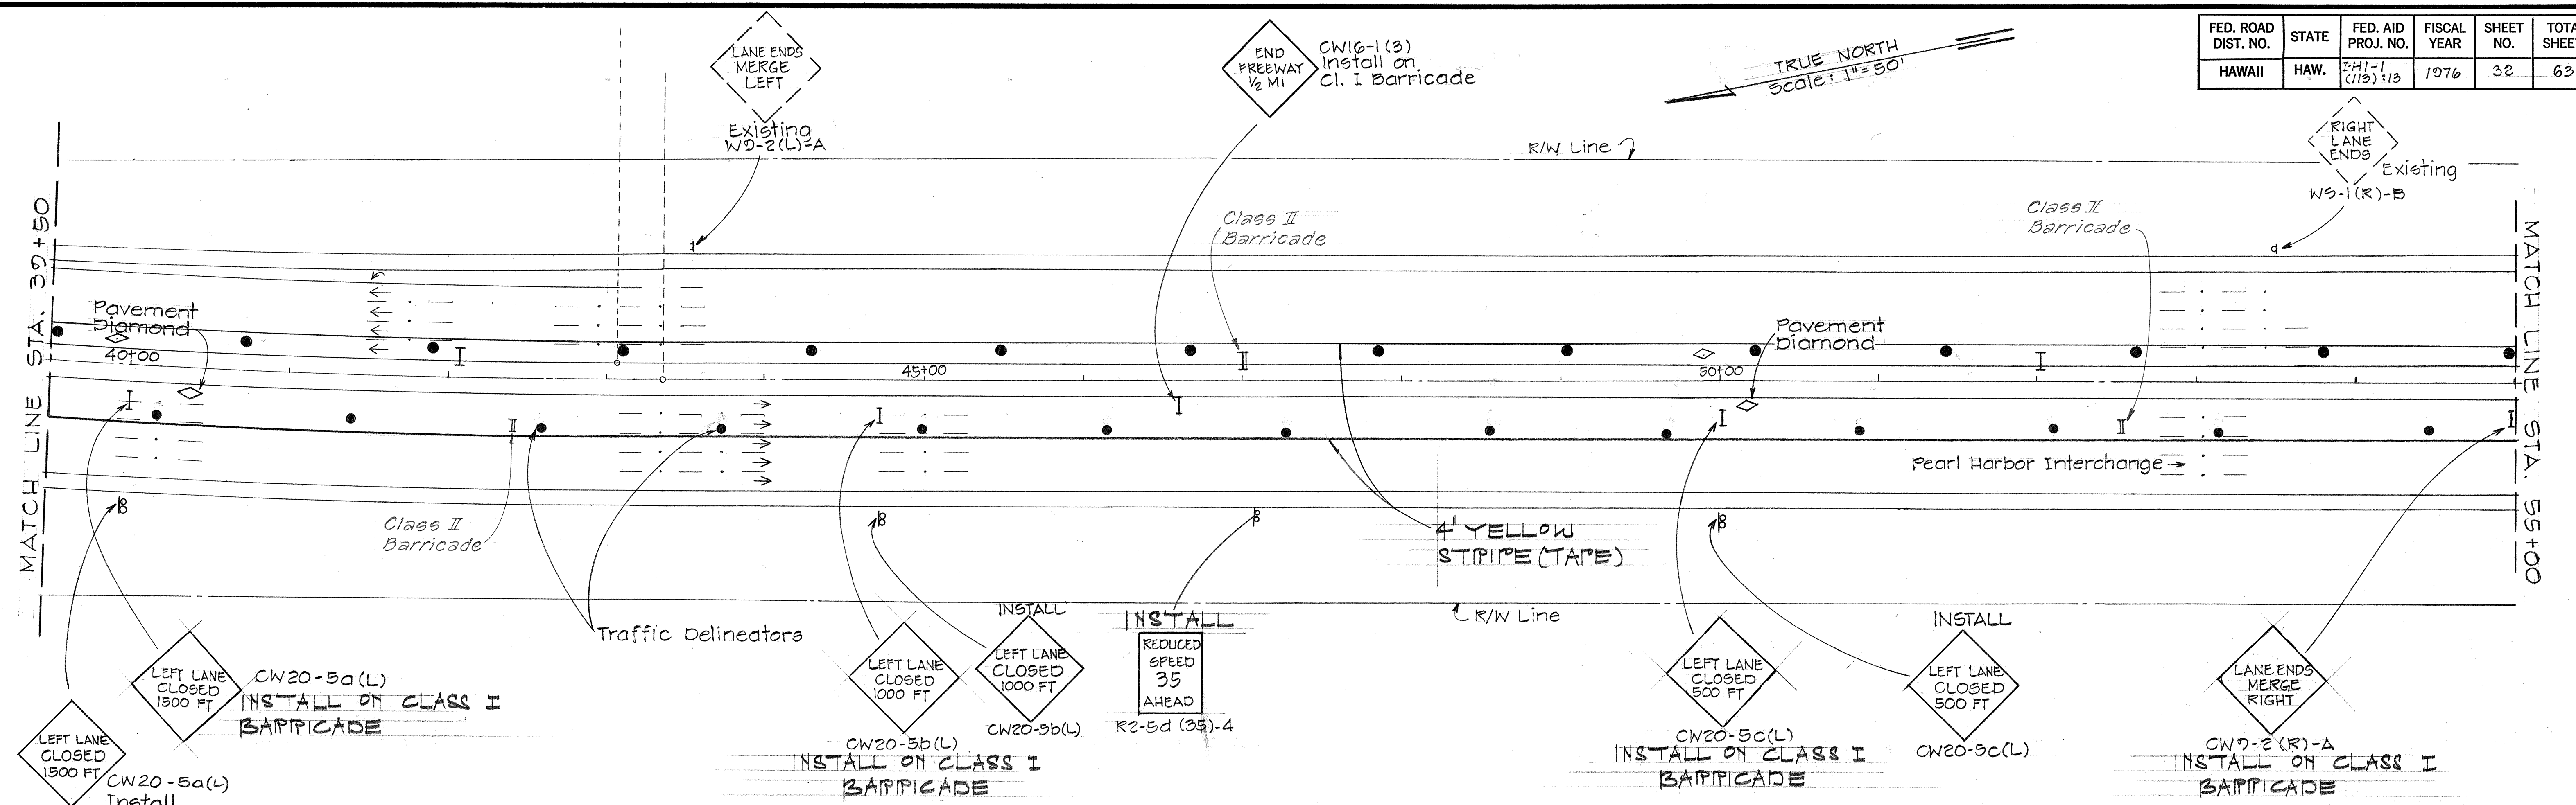 FED. ROAD DIST. NO. STATE FED. AID PROJ. NO. FISCAL YEAR SHEET NO.
HAWAII HAW. I-H1-1 (113):13 1976 32 63
LANE ENDS
MERGE
LEFT
Existing
W9-2(L)-A
END
FREEWAY
1/2 MI
CW16-1(3)
Install on
Cl. I Barricade
TRUE NORTH
Scale: 1"=50'
RIGHT
LANE
ENDS
Existing
W9-1(R)-B
R/W Line
MATCH LINE STA. 39+50
Class II
Barricade
Class II
Barricade
MATCH LINE STA. 55+00
Pavement
Diamond
40+00
45+00
50+00
Pavement
Diamond
Pearl Harbor Interchange
Class II
Barricade
4" YELLOW
STRIPE (TAPE)
Traffic Delineators
R/W Line
LEFT LANE
CLOSED
1500 FT
CW20-5a(L)
Install
LEFT LANE
CLOSED
1500 FT
CW20-5a(L)
INSTALL ON CLASS I
BARRICADE
LEFT LANE
CLOSED
1000 FT
CW20-5b(L)
INSTALL ON CLASS I
BARRICADE
INSTALL
LEFT LANE
CLOSED
1000 FT
CW20-5b(L)
INSTALL
REDUCED
SPEED
35
AHEAD
R2-5d (35)-4
LEFT LANE
CLOSED
500 FT
CW20-5c(L)
INSTALL ON CLASS I
BARRICADE
INSTALL
LEFT LANE
CLOSED
500 FT
CW20-5c(L)
LANE ENDS
MERGE
RIGHT
CW9-2(R)-A
INSTALL ON CLASS I
BARRICADE